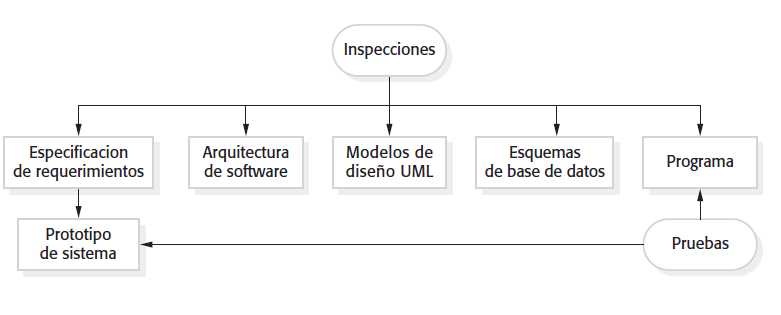 Inspecciones
Especificacion
de requerimientos
Arquitectura
de software
Modelos de
diseño UML
Esquemas
de base de datos
Programa
Prototipo
de sistema
Pruebas